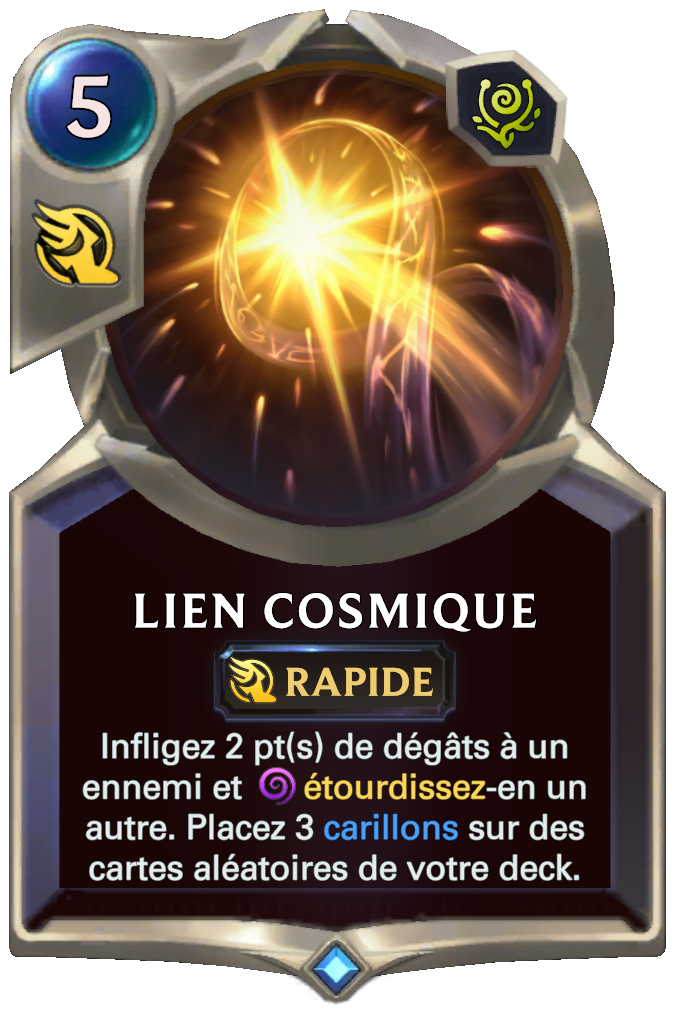 5
LIEN COSMIQUE
RAPIDE
Infligez 2 pt(s) de dégâts à un
ennemi et étourdissez-en un
autre. Placez 3 carillons sur des
cartes aléatoires de votre deck.